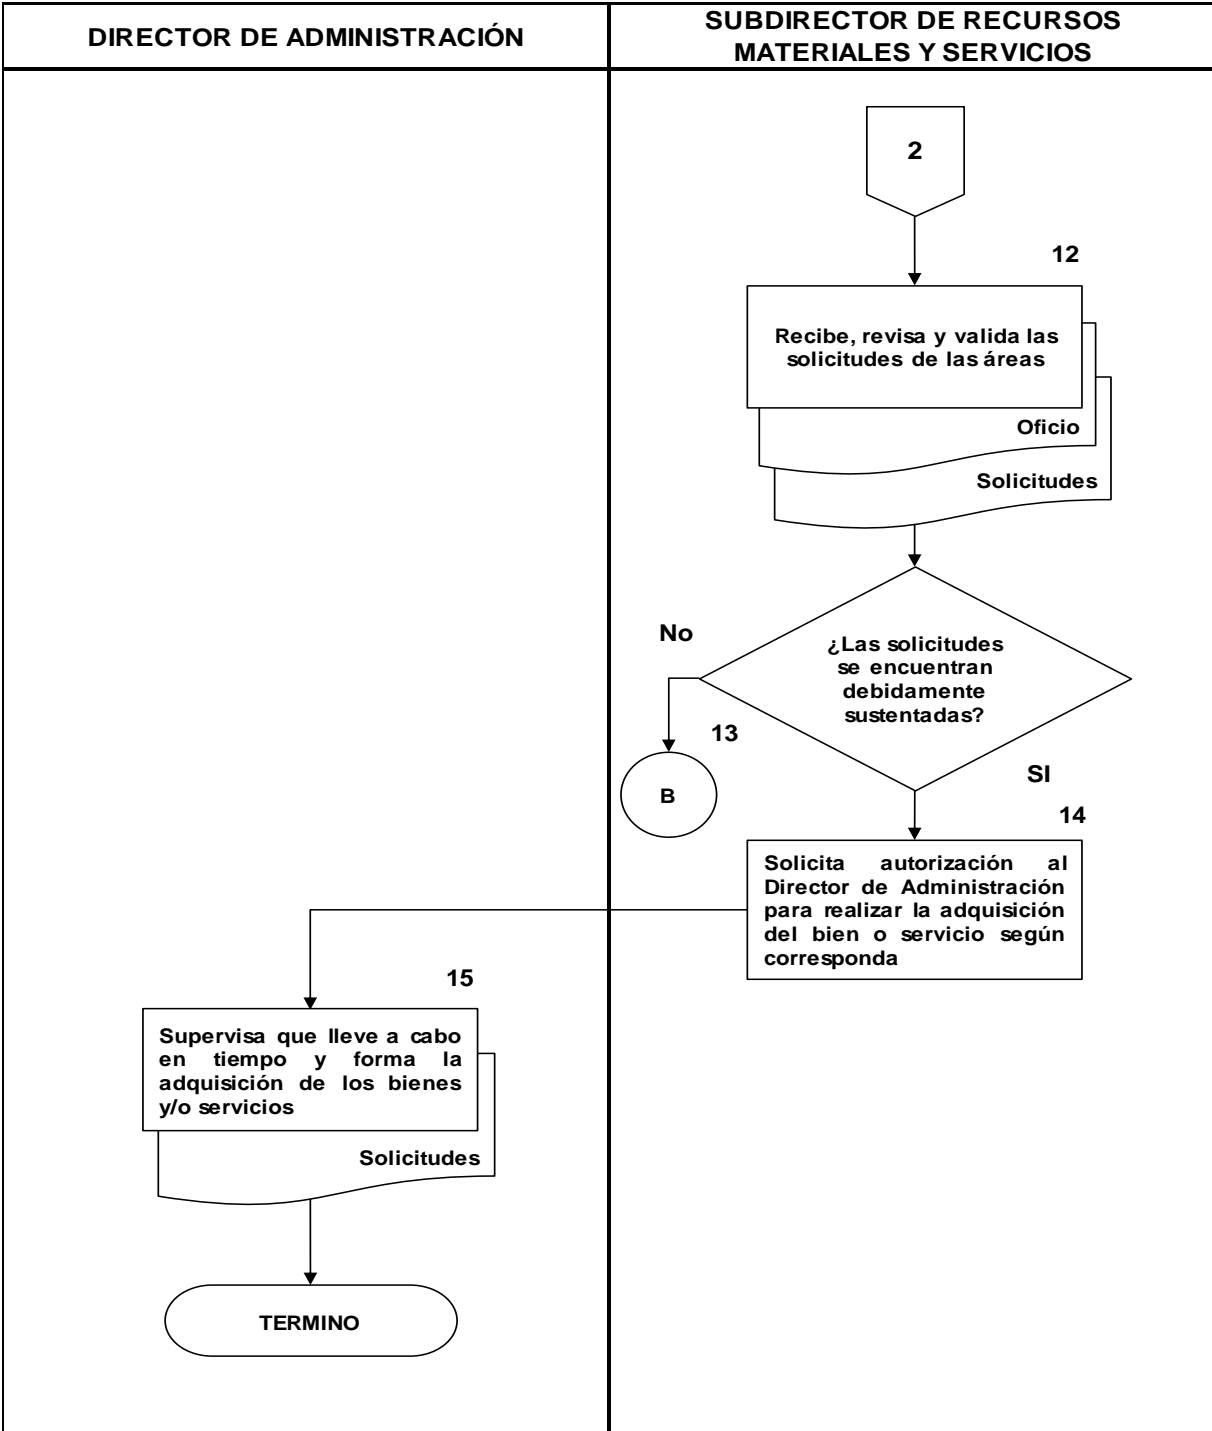 DIRECTOR DE ADMINISTRACIÓN
SUBDIRECTOR DE RECURSOS
MATERIALES Y SERVICIOS
2
12
Recibe, revisa y valida las
solicitudes de las áreas
Oficio
Solicitudes
No
¿Las solicitudes
se encuentran
debidamente
sustentadas?
13
B
SI
14
Solicita autorización al
Director de Administración
para realizar la adquisición
del bien o servicio según
corresponda
15
Supervisa que lleve a cabo
en tiempo y forma la
adquisición de los bienes
y/o servicios
Solicitudes
TERMINO